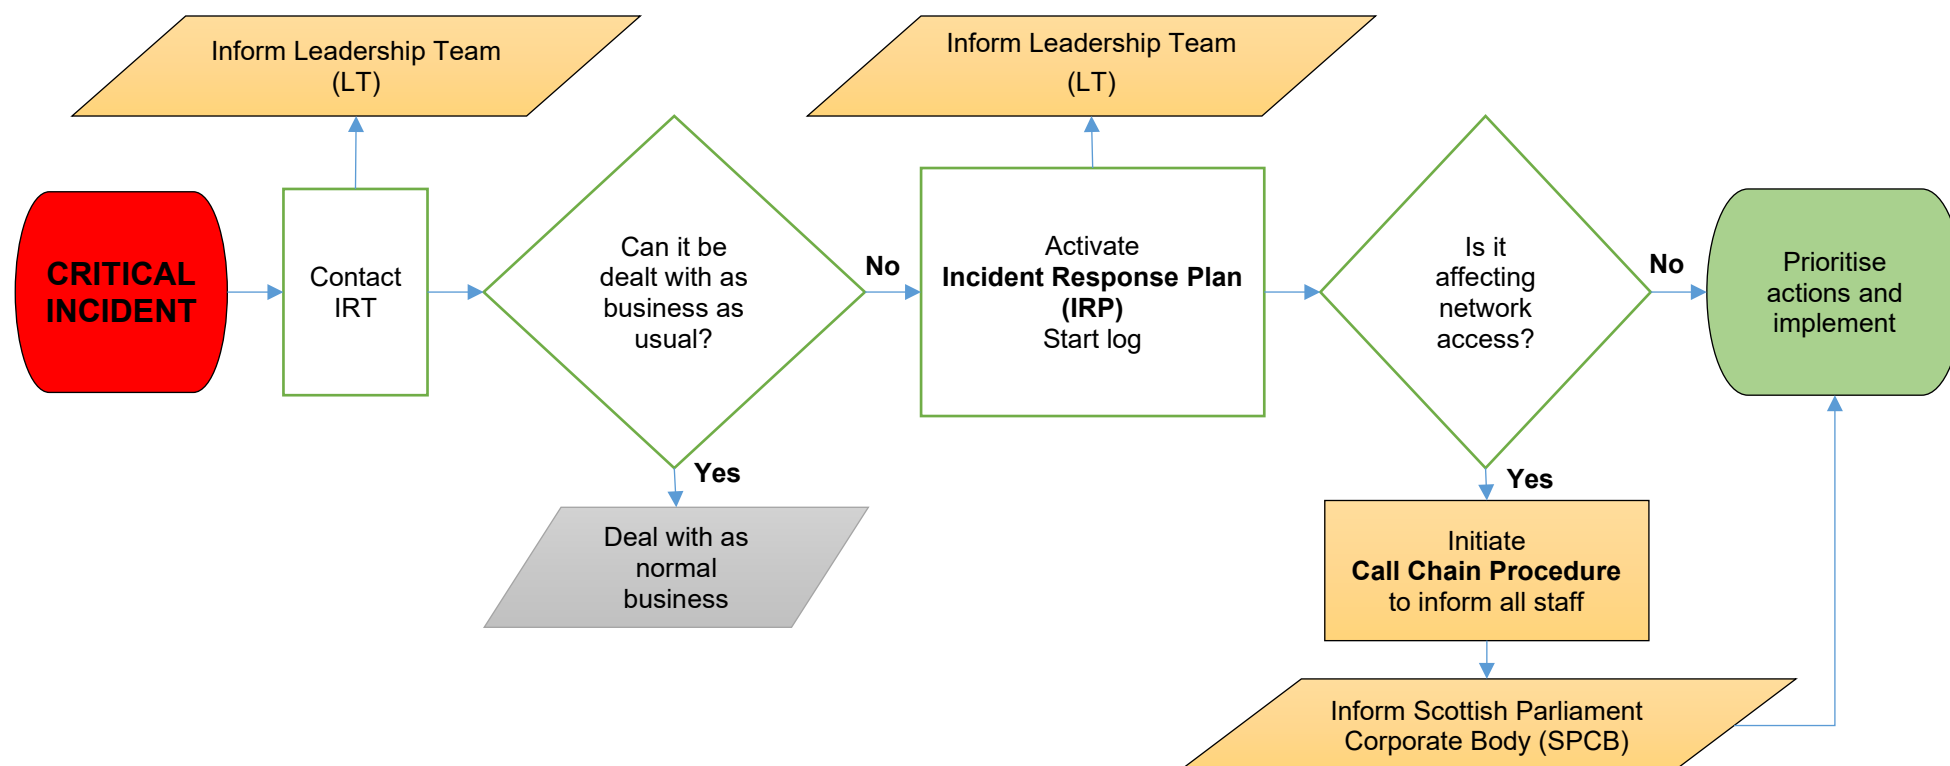 Inform Leadership Team
(LT)
Inform Leadership Team
(LT)
CRITICAL
INCIDENT
Contact
IRT
Can it be
dealt with as
business as
usual?
No
Activate
Incident Response Plan
(IRP)
Start log
Is it
affecting
network
access?
No
Prioritise
actions and
implement
Yes
Deal with as
normal
business
Yes
Initiate
Call Chain Procedure
to inform all staff
Inform Scottish Parliament
Corporate Body (SPCB)